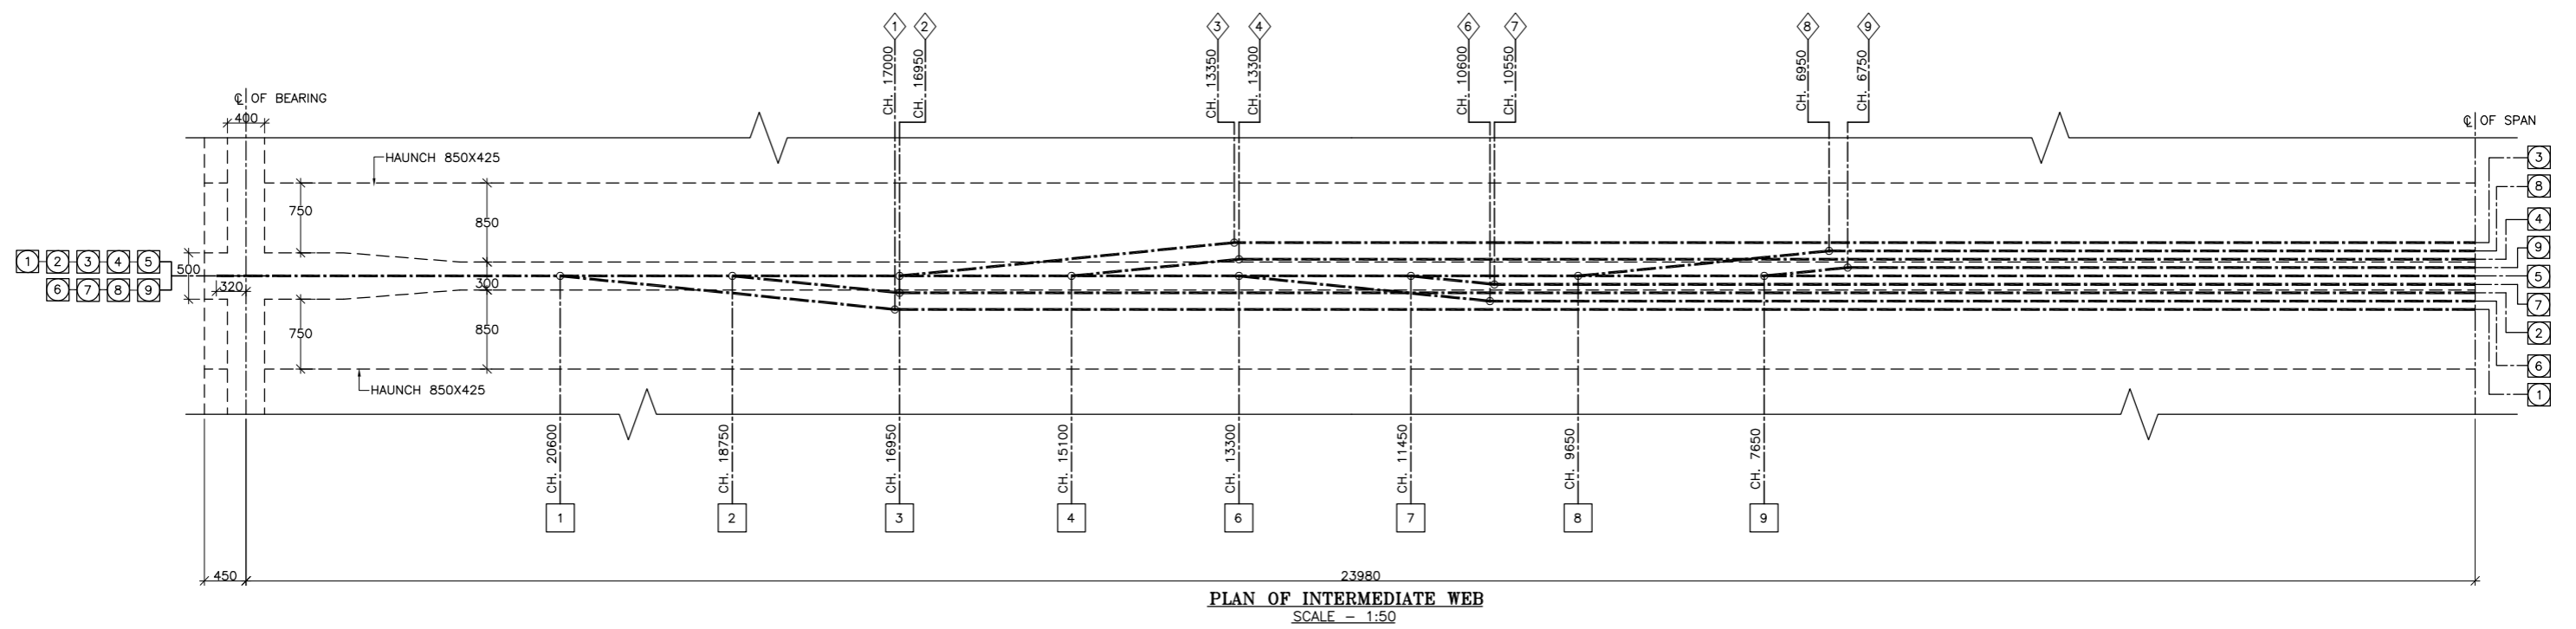 1 2 3 4 6 7 8 9
CH. 17000
CH. 16950
CH. 13350
CH. 13300
CH. 10600
CH. 10550
CH. 6950
CH. 6750
℄ OF BEARING
400
℄ OF SPAN
HAUNCH 850X425
3
8
4
9
5
7
2
6
1
750
850
1 2 3 4 5
6 7 8 9
500
320
300
750
850
HAUNCH 850X425
CH. 20600
CH. 18750
CH. 16950
CH. 15100
CH. 13300
CH. 11450
CH. 9650
CH. 7650
1 2 3 4 6 7 8 9
450
23980
PLAN OF INTERMEDIATE WEB
SCALE - 1:50